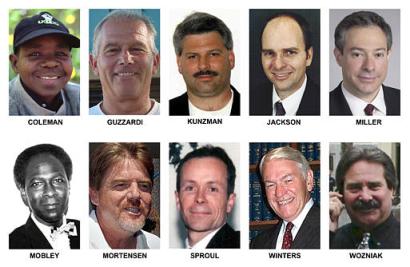 COLEMAN
GUZZARDI
KUNZMAN
JACKSON
MILLER
MOBLEY
MORTENSEN
SPROUL
WINTERS
WOZNIAK